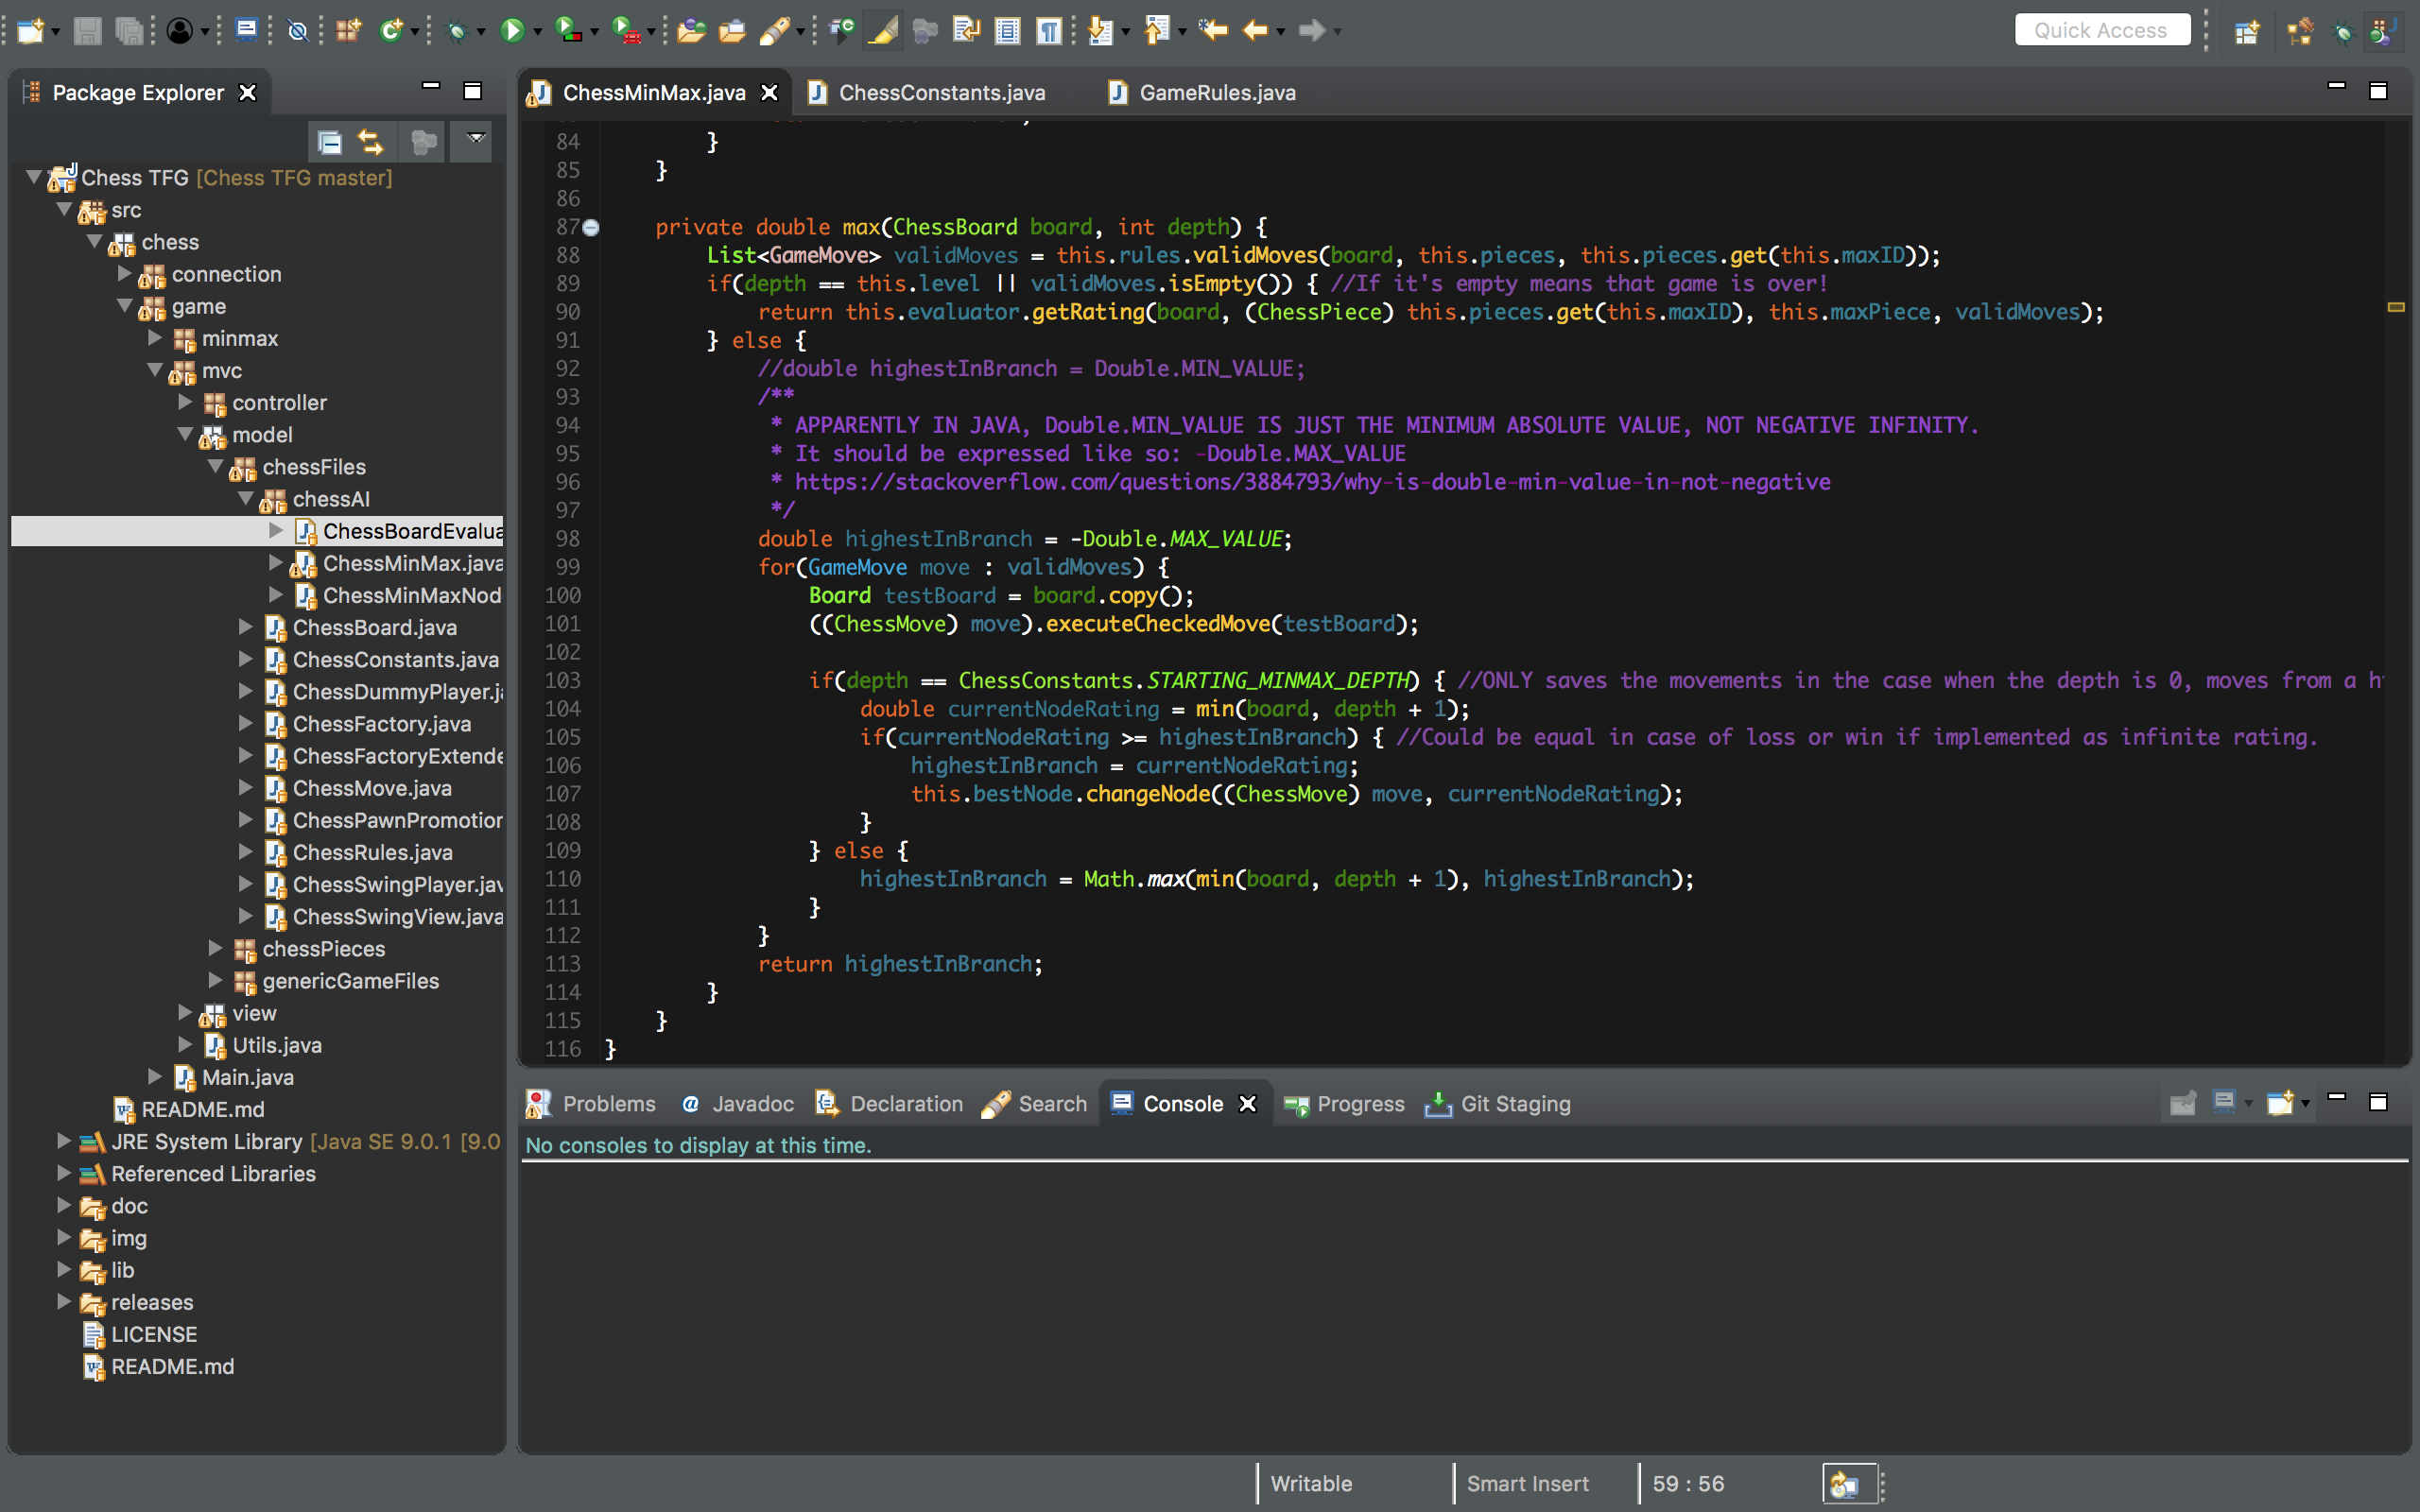 Quick Access
Package Explorer
ChessMinMax.java
ChessConstants.java
GameRules.java
Chess TFG [Chess TFG master]
src
chess
connection
game
minmax
mvc
controller
model
chessFiles
chessAI
ChessBoardEvalua
ChessMinMax.java
ChessMinMaxNod
ChessBoard.java
ChessConstants.java
ChessDummyPlayer.ja
ChessFactory.java
ChessFactoryExtende
ChessMove.java
ChessPawnPromotion
ChessRules.java
ChessSwingPlayer.jav
ChessSwingView.java
chessPieces
genericGameFiles
view
Utils.java
Main.java
README.md
JRE System Library [Java SE 9.0.1 [9.0
Referenced Libraries
doc
img
lib
releases
LICENSE
README.md
84 }
85 }
86
87 private double max(ChessBoard board, int depth) {
88 List<GameMove> validMoves = this.rules.validMoves(board, this.pieces, this.pieces.get(this.maxID));
89 if(depth == this.level || validMoves.isEmpty()) { //If it's empty means that game is over!
90 return this.evaluator.getRating(board, (ChessPiece) this.pieces.get(this.maxID), this.maxPiece, validMoves);
91 } else {
92 //double highestInBranch = Double.MIN_VALUE;
93 /**
94 * APPARENTLY IN JAVA, Double.MIN_VALUE IS JUST THE MINIMUM ABSOLUTE VALUE, NOT NEGATIVE INFINITY.
95 * It should be expressed like so: -Double.MAX_VALUE
96 * https://stackoverflow.com/questions/3884793/why-is-double-min-value-in-not-negative
97 */
98 double highestInBranch = -Double.MAX_VALUE;
99 for(GameMove move : validMoves) {
100 Board testBoard = board.copy();
101 ((ChessMove) move).executeCheckedMove(testBoard);
102
103 if(depth == ChessConstants.STARTING_MINMAX_DEPTH) { //ONLY saves the movements in the case when the depth is 0, moves from a h
104 double currentNodeRating = min(board, depth + 1);
105 if(currentNodeRating >= highestInBranch) { //Could be equal in case of loss or win if implemented as infinite rating.
106 highestInBranch = currentNodeRating;
107 this.bestNode.changeNode((ChessMove) move, currentNodeRating);
108 }
109 } else {
110 highestInBranch = Math.max(min(board, depth + 1), highestInBranch);
111 }
112 }
113 return highestInBranch;
114 }
115 }
116 }
Problems
@ Javadoc
Declaration
Search
Console
Progress
Git Staging
No consoles to display at this time.
Writable
Smart Insert
59 : 56